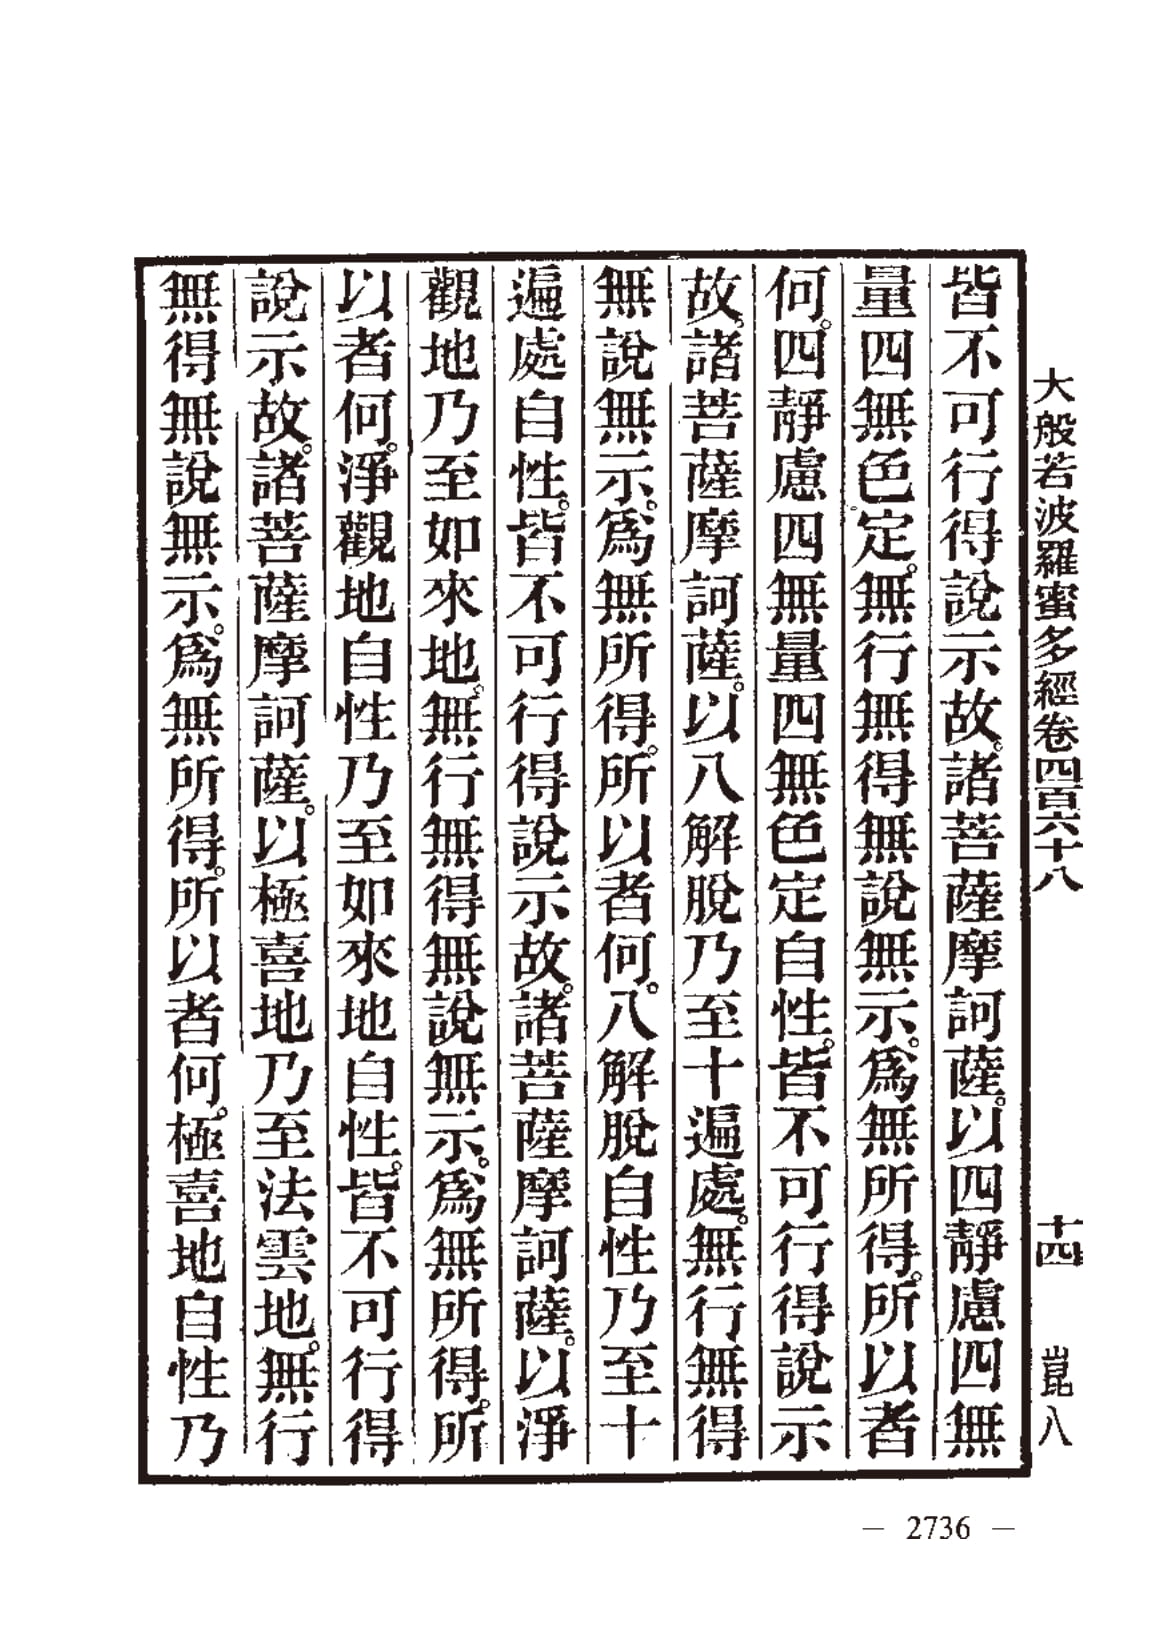 大般若波羅蜜多經卷四百六十八 十四 崑八
皆不可行得說示故。諸菩薩摩訶薩。以四靜慮四無
量四無色定。無行無得無說無示。爲無所得。所以者
何。四靜慮四無量四無色定自性。皆不可行得說示
故。諸菩薩摩訶薩。以八解脫乃至十遍處。無行無得
無說無示。爲無所得。所以者何。八解脫自性乃至十
遍處自性。皆不可行得說示故。諸菩薩摩訶薩。以淨
觀地乃至如來地。無行無得無說無示。爲無所得。所
以者何。淨觀地自性乃至如來地自性。皆不可行得
說示故。諸菩薩摩訶薩。以極喜地乃至法雲地。無行
無得無說無示。爲無所得。所以者何。極喜地自性乃
— 2736 —